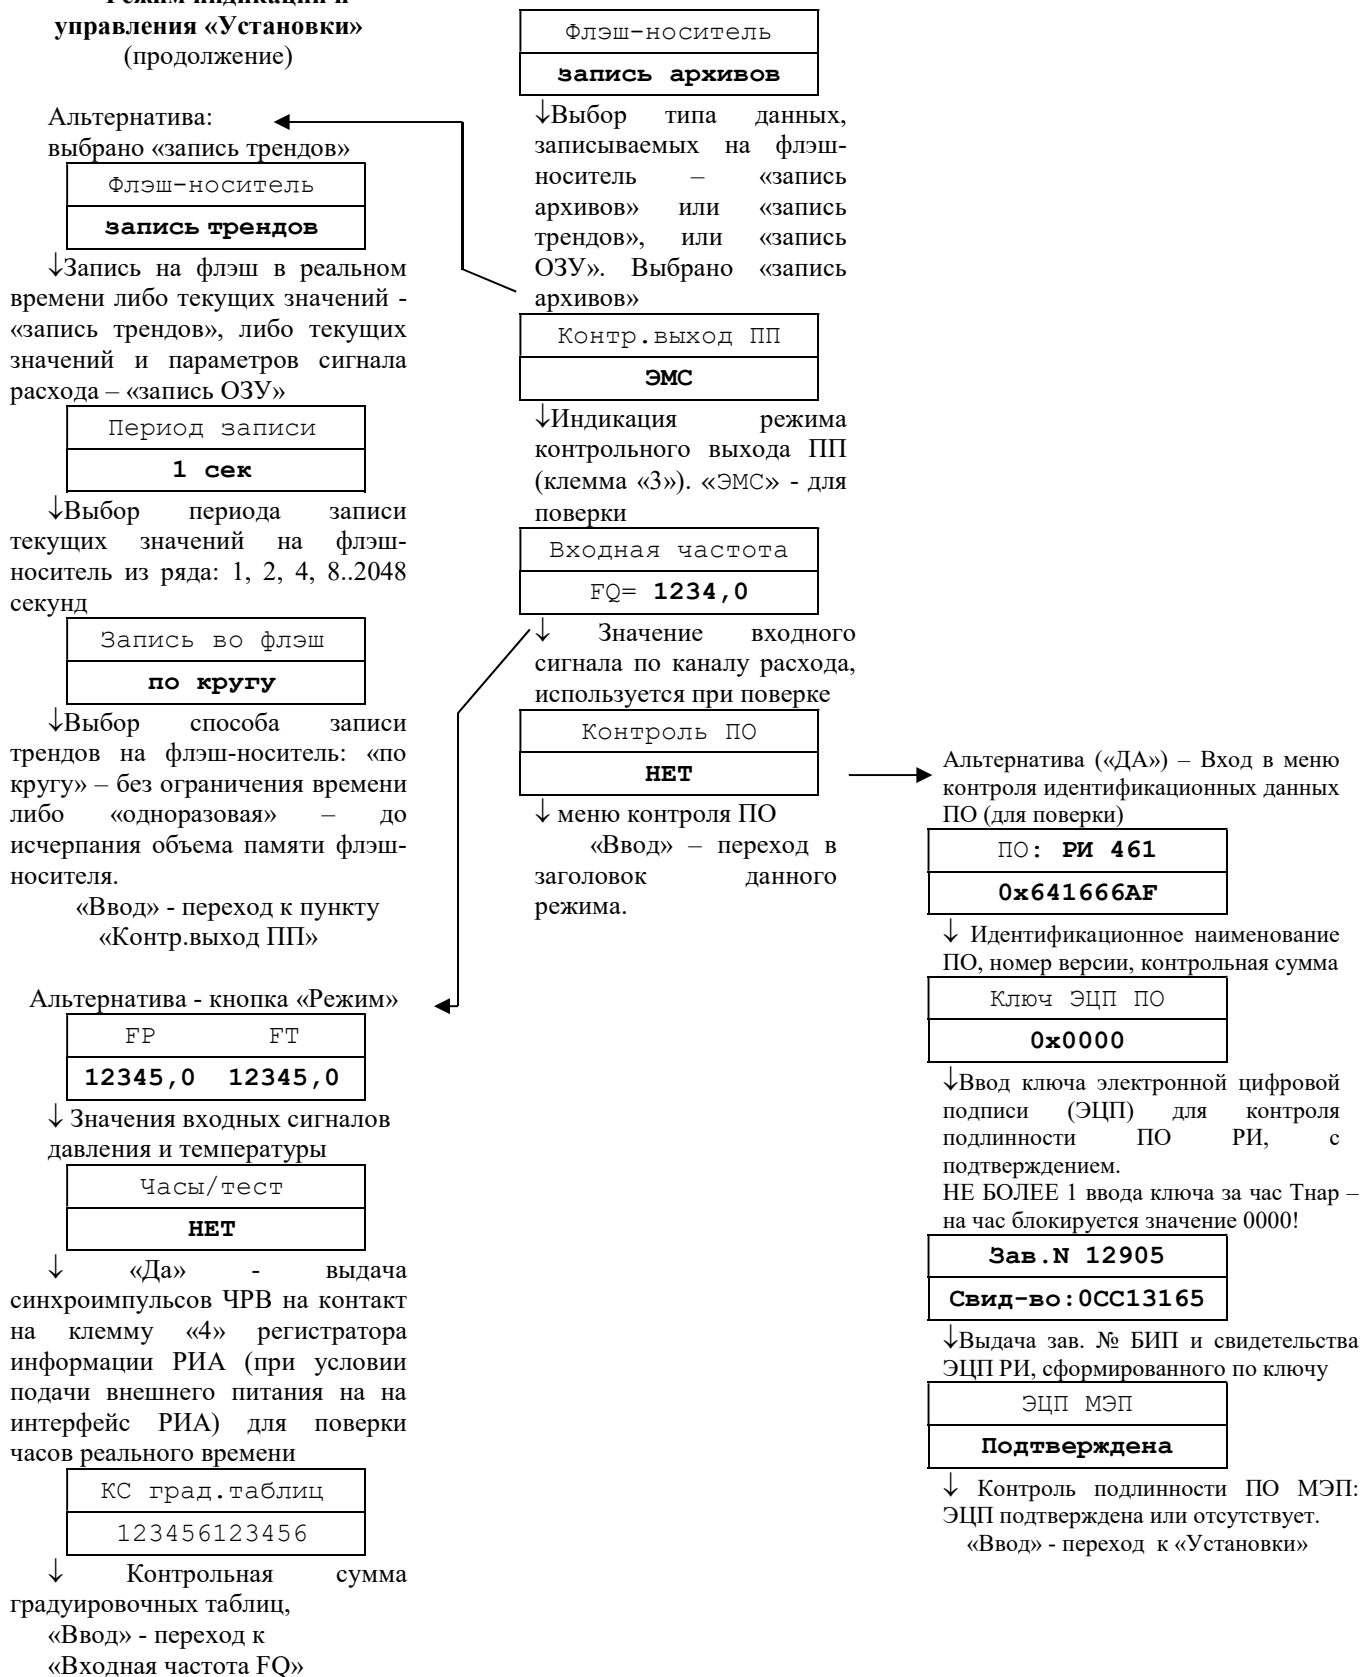 Режим индикации и
управления «Установки»
(продолжение)
Альтернатива:
выбрано «запись трендов»
Флэш-носитель
запись трендов
↓Запись на флэш в реальном
времени либо текущих значений -
«запись трендов», либо текущих
значений и параметров сигнала
расхода – «запись ОЗУ»
Период записи
1 сек
↓Выбор периода записи
текущих значений на флэш-
носитель из ряда: 1, 2, 4, 8..2048
секунд
Запись во флэш
по кругу
↓Выбор способа записи
трендов на флэш-носитель: «по
кругу» – без ограничения времени
либо «одноразовая» – до
исчерпания объема памяти флэш-
носителя.
«Ввод» - переход к пункту
«Контр.выход ПП»
Альтернатива - кнопка «Режим»
FP FT
12345,0 12345,0
↓ Значения входных сигналов
давления и температуры
Часы/тест
НЕТ
↓ «Да» - выдача
синхроимпульсов ЧРВ на контакт
на клемму «4» регистратора
информации РИА (при условии
подачи внешнего питания на на
интерфейс РИА) для поверки
часов реального времени
КС град.таблиц
123456123456
↓ Контрольная сумма
градуировочных таблиц,
«Ввод» - переход к
«Входная частота FQ»
Флэш-носитель
запись архивов
↓Выбор типа данных,
записываемых на флэш-
носитель – «запись
архивов» или «запись
трендов», или «запись
ОЗУ». Выбрано «запись
архивов»
Контр.выход ПП
ЭМС
↓Индикация режима
контрольного выхода ПП
(клемма «3»). «ЭМС» - для
поверки
Входная частота
FQ= 1234,0
↓ Значение входного
сигнала по каналу расхода,
используется при поверке
Контроль ПО
НЕТ
↓ меню контроля ПО
«Ввод» – переход в
заголовок данного
режима.
Альтернатива («ДА») – Вход в меню
контроля идентификационных данных
ПО (для поверки)
ПО: РИ 461
0x641666AF
↓ Идентификационное наименование
ПО, номер версии, контрольная сумма
Ключ ЭЦП ПО
0x0000
↓Ввод ключа электронной цифровой
подписи (ЭЦП) для контроля
подлинности ПО РИ, с
подтверждением.
НЕ БОЛЕЕ 1 ввода ключа за час Тнар –
на час блокируется значение 0000!
Зав.N 12905
Свид-во:0CC13165
↓Выдача зав. № БИП и свидетельства
ЭЦП РИ, сформированного по ключу
ЭЦП МЭП
Подтверждена
↓ Контроль подлинности ПО МЭП:
ЭЦП подтверждена или отсутствует.
«Ввод» - переход к «Установки»